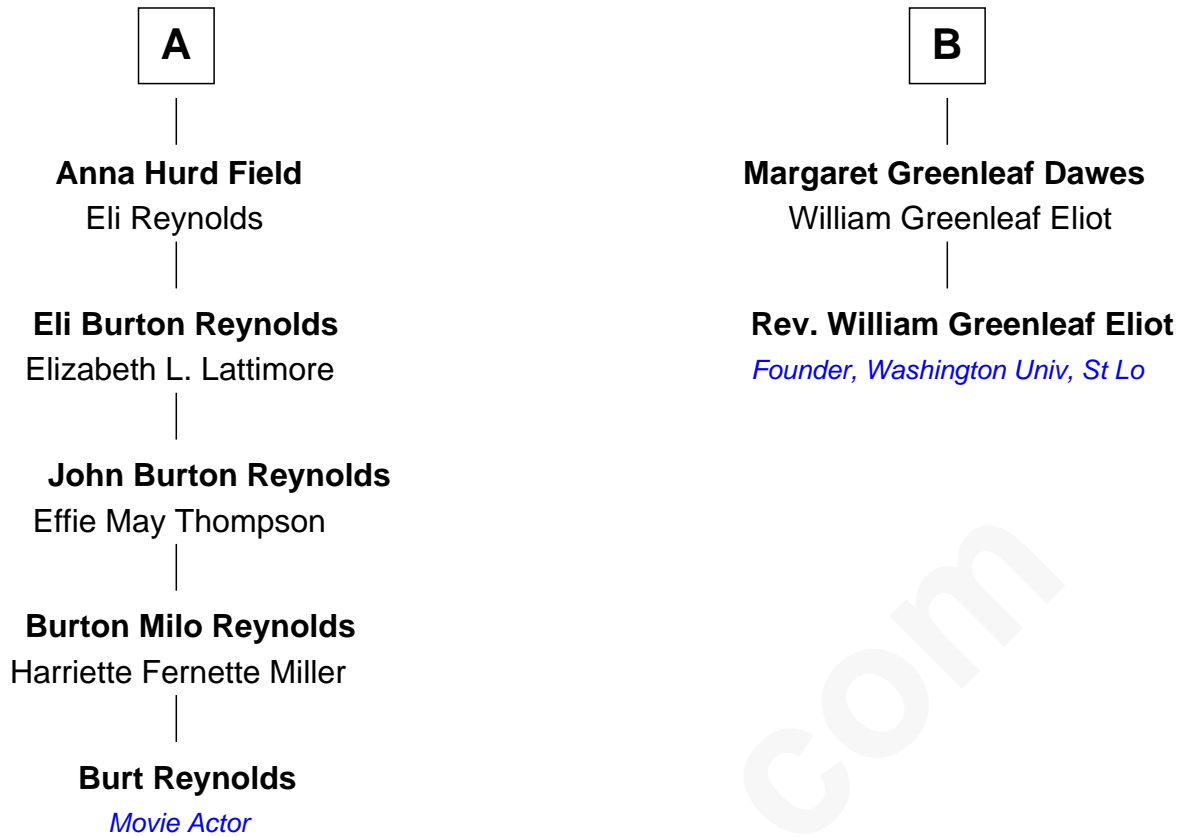 A
Anna Hurd Field
Eli Reynolds
Eli Burton Reynolds
Elizabeth L. Lattimore
John Burton Reynolds
Effie May Thompson
Burton Milo Reynolds
Harriette Fernette Miller
Burt Reynolds
Movie Actor
B
Margaret Greenleaf Dawes
William Greenleaf Eliot
Rev. William Greenleaf Eliot
Founder, Washington Univ, St Lo
com